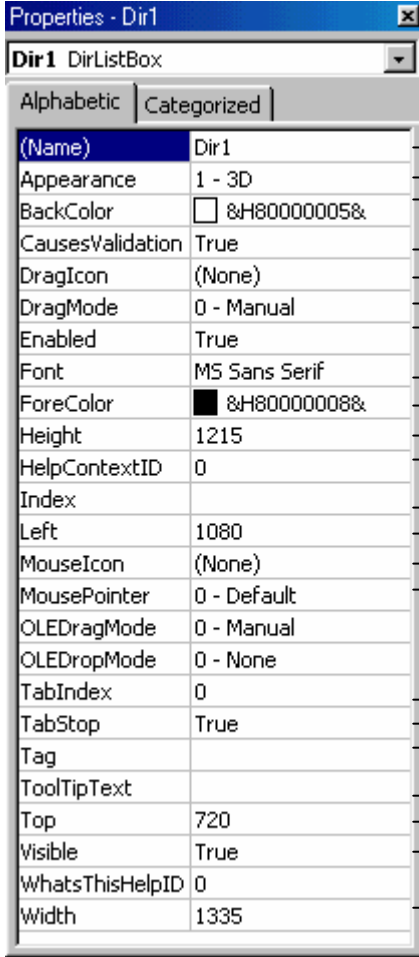 Properties - Dir1
Dir1 DirListBox
Alphabetic Categorized
(Name) Dir1
Appearance 1 - 3D
BackColor &H80000005&
CausesValidation True
DragIcon (None)
DragMode 0 - Manual
Enabled True
Font MS Sans Serif
ForeColor &H80000008&
Height 1215
HelpContextID 0
Index
Left 1080
MouseIcon (None)
MousePointer 0 - Default
OLEDragMode 0 - Manual
OLEDropMode 0 - None
TabIndex 0
TabStop True
Tag
ToolTipText
Top 720
Visible True
WhatsThisHelpID 0
Width 1335